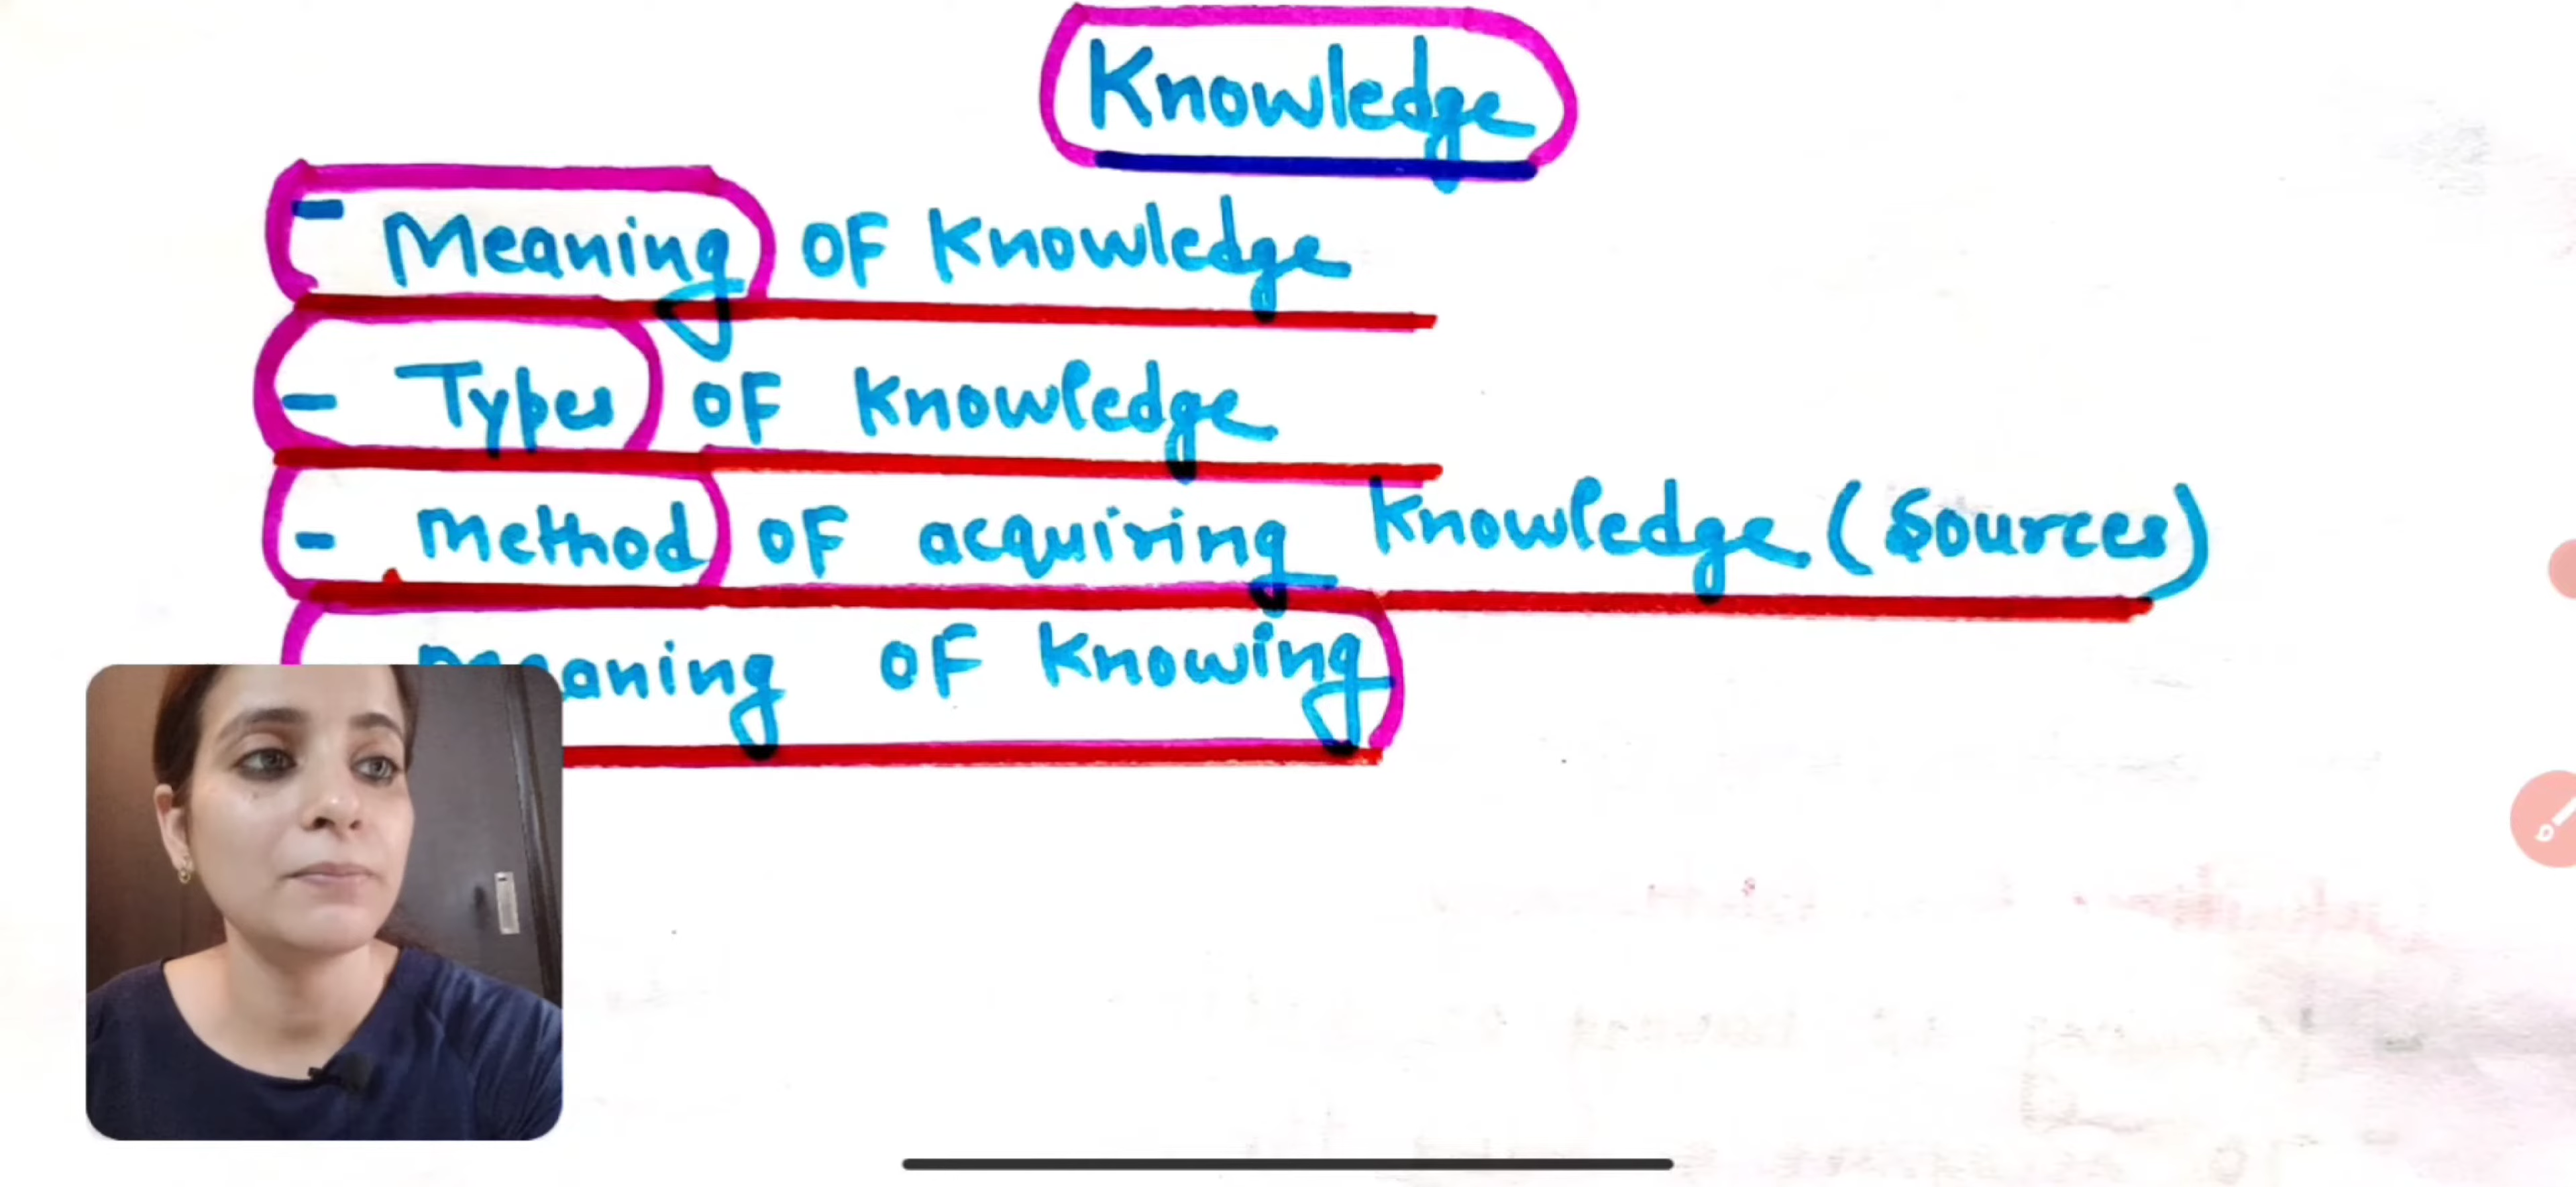 Knowledge
- Meaning OF Knowledge
- Types OF Knowledge
- Method OF acquiring Knowledge (Sources)
OF Knowing